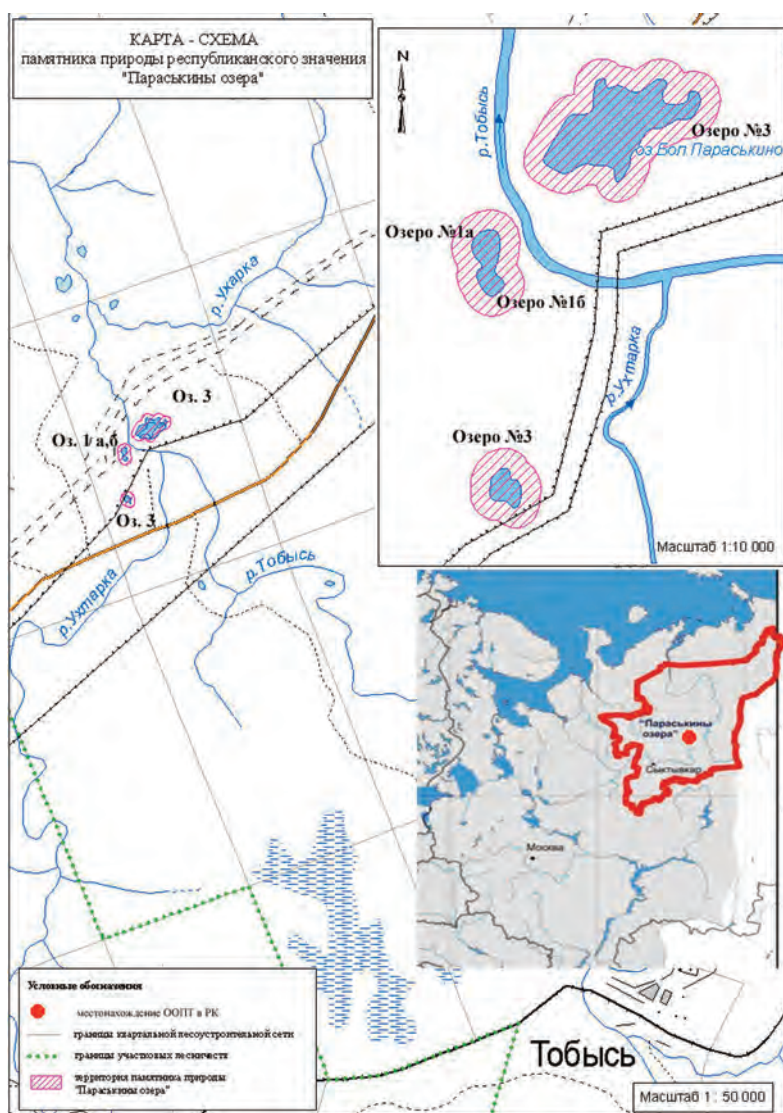 КАРТА - СХЕМА
памятника природы республиканского значения
"Параськины озера"
N
р.Тобысь
Озеро №3
оз.Бол Параськино
Озеро №1а
Озеро №1б
р.Ухтарка
Озеро №3
Масштаб 1:10 000
р. Ухарка
Оз. 3
Оз. 1/а,б
Оз. 3
р.Ухтарка
р.Тобысь
"Параськины
озера"
Сыктывкар
Москва
Условные обозначения
местонахождение ООПТ в РК
границы квартальной лесоустроительной сети
границы участковых лесничеств
территория памятника природы
"Параськины озера"
Тобысь
Масштаб 1 : 50 000